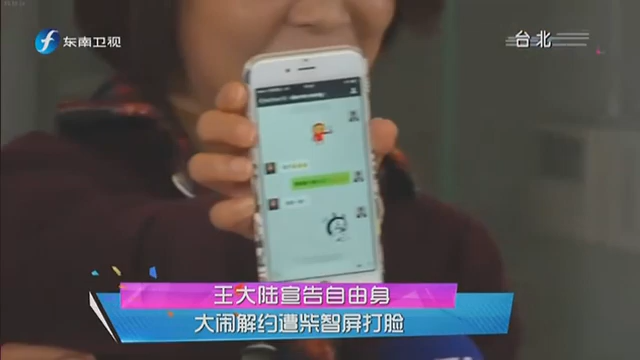 东南卫视
台北
王大陆宣告自由身
大闹解约遭柴智屏打脸